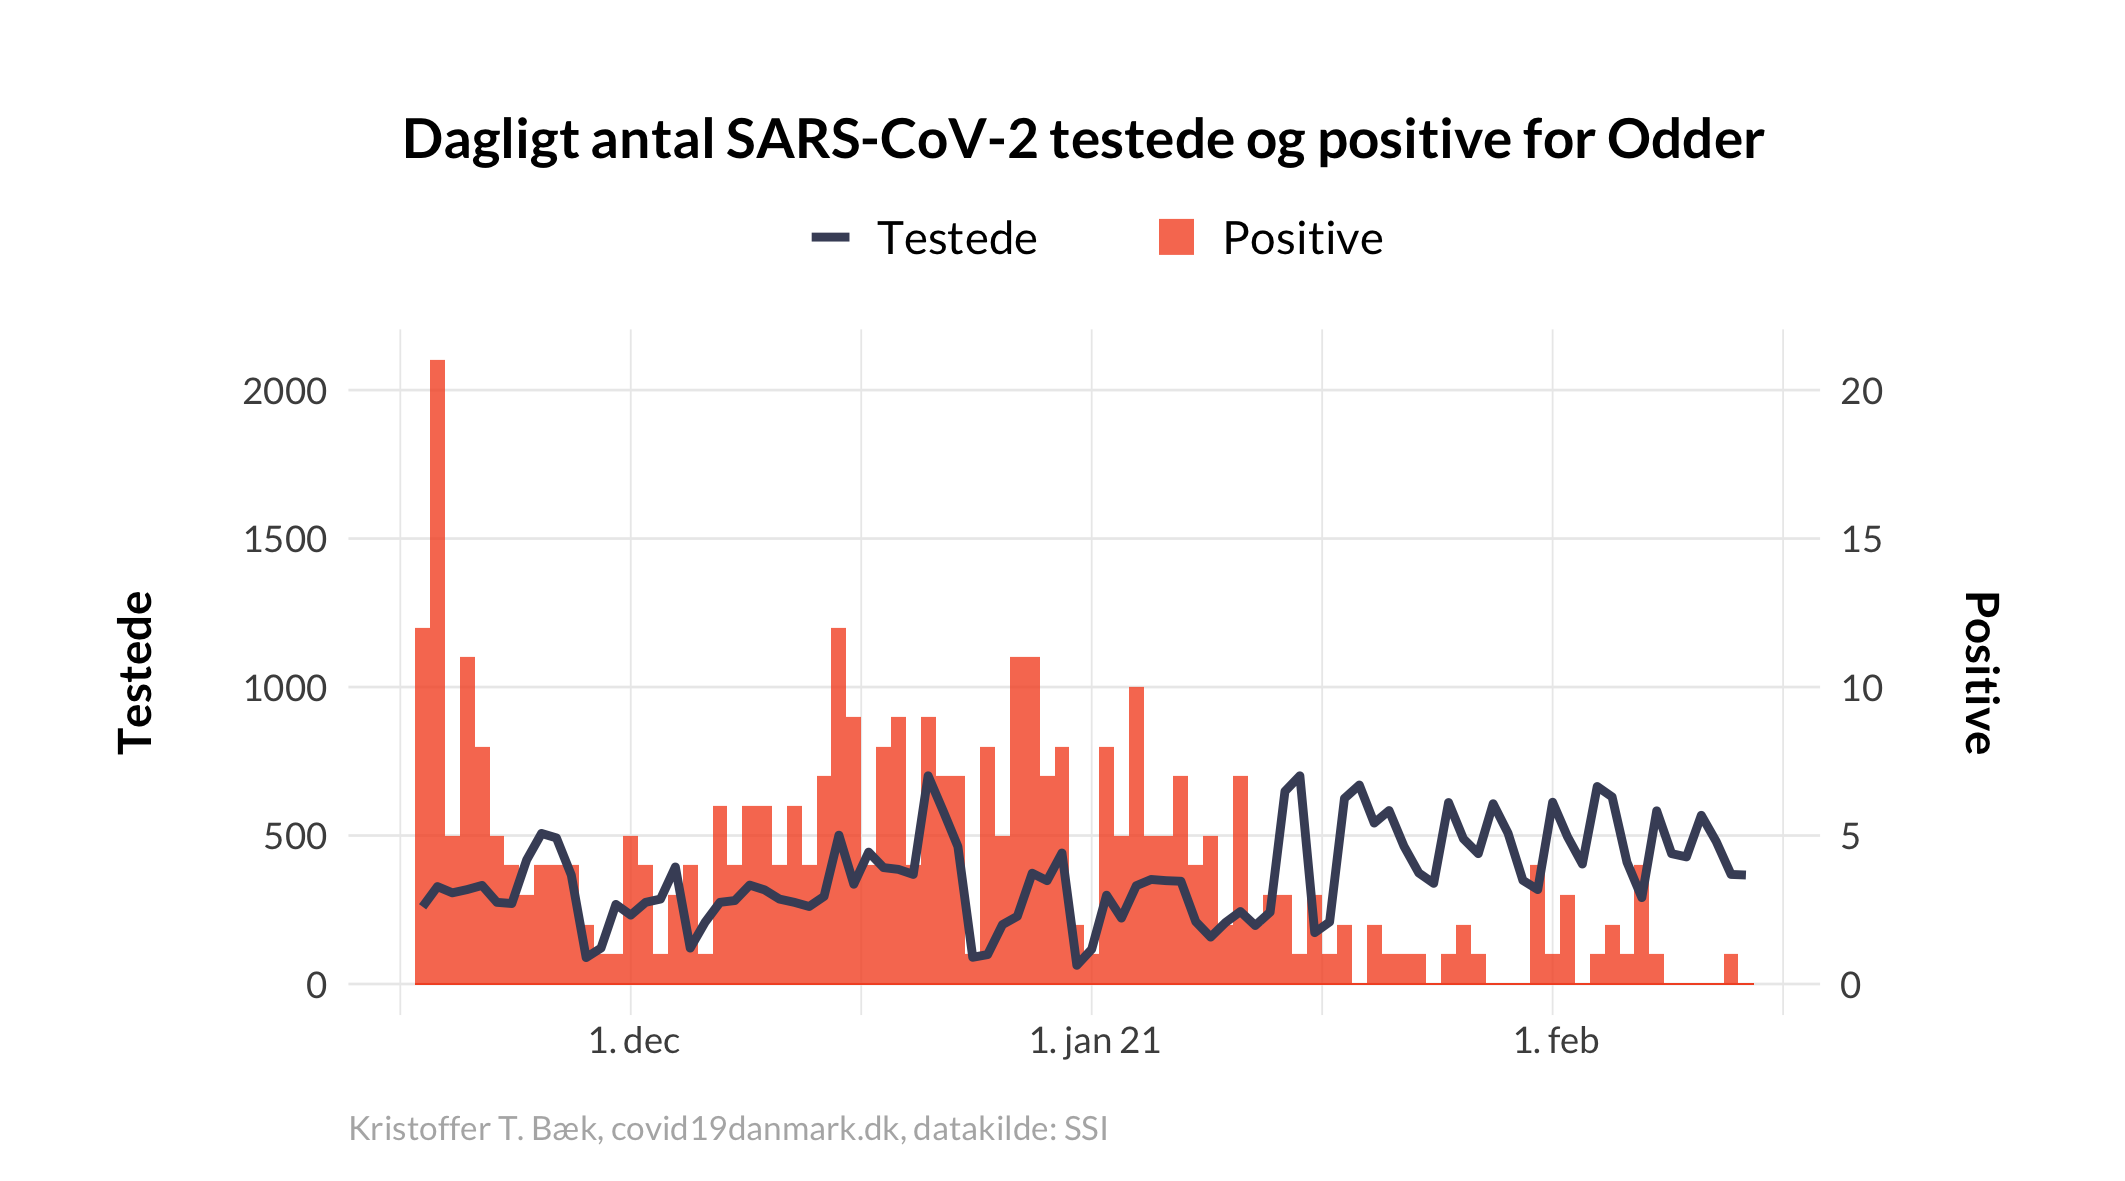 Dagligt antal SARS-CoV-2 testede og positive for Odder
Testede
Positive
2000
20
1500
15
1000
10
500
5
0
0
Testede
Positive
1. dec
1. jan 21
1. feb
Kristoffer T. Bæk, covid19danmark.dk, datakilde: SSI